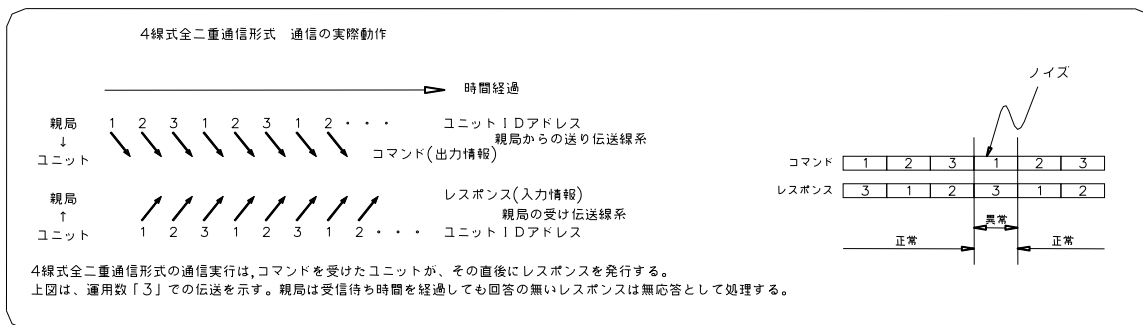 4線式全二重通信形式　通信の実際動作
時間経過
親局　1　2　3　1　2　3　1　2・・・　ユニットIDアドレス
↓　親局からの送り伝送線系
ユニット　コマンド(出力情報)
親局　レスポンス(入力情報)
↑　親局の受け伝送線系
ユニット　1　2　3　1　2　3　1　2・・・　ユニットIDアドレス
4線式全二重通信形式の通信実行は,コマンドを受けたユニットが、その直後にレスポンスを発行する。
上図は、運用数「3」での伝送を示す。親局は受信待ち時間を経過しても回答の無いレスポンスは無応答として処理する。
ノイズ
コマンド　1　2　3　1　2　3
レスポンス　3　1　2　3　1　2
異常
正常　正常